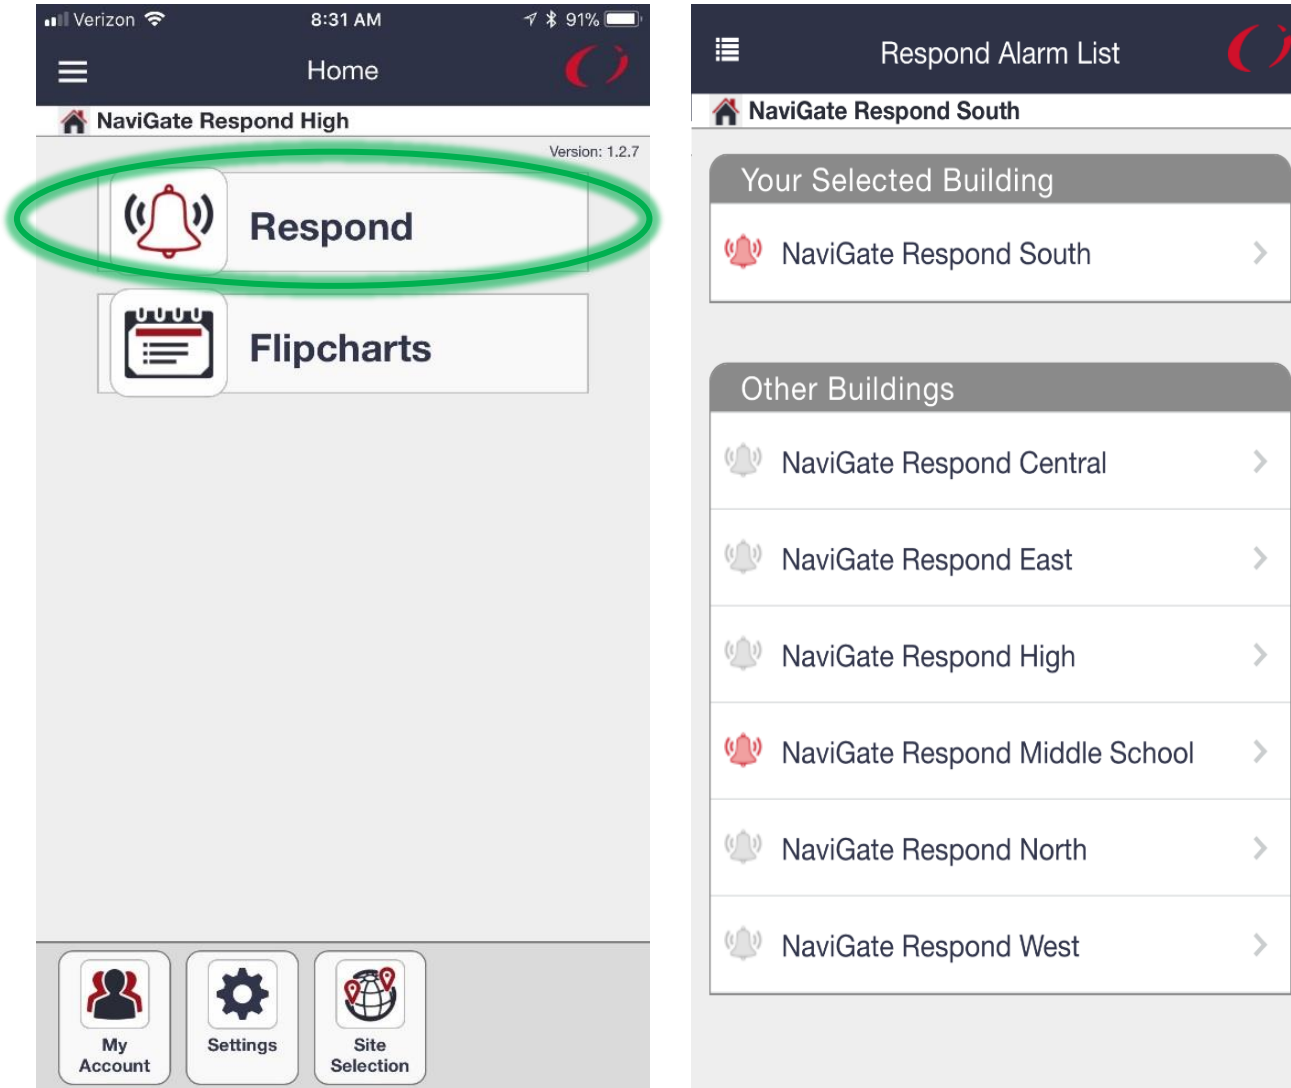 Verizon 8:31 AM 91%
Home
NaviGate Respond High
Version: 1.2.7
Respond
Flipcharts
My
Account
Settings
Site
Selection
Respond Alarm List
NaviGate Respond South
Your Selected Building
NaviGate Respond South
Other Buildings
NaviGate Respond Central
NaviGate Respond East
NaviGate Respond High
NaviGate Respond Middle School
NaviGate Respond North
NaviGate Respond West